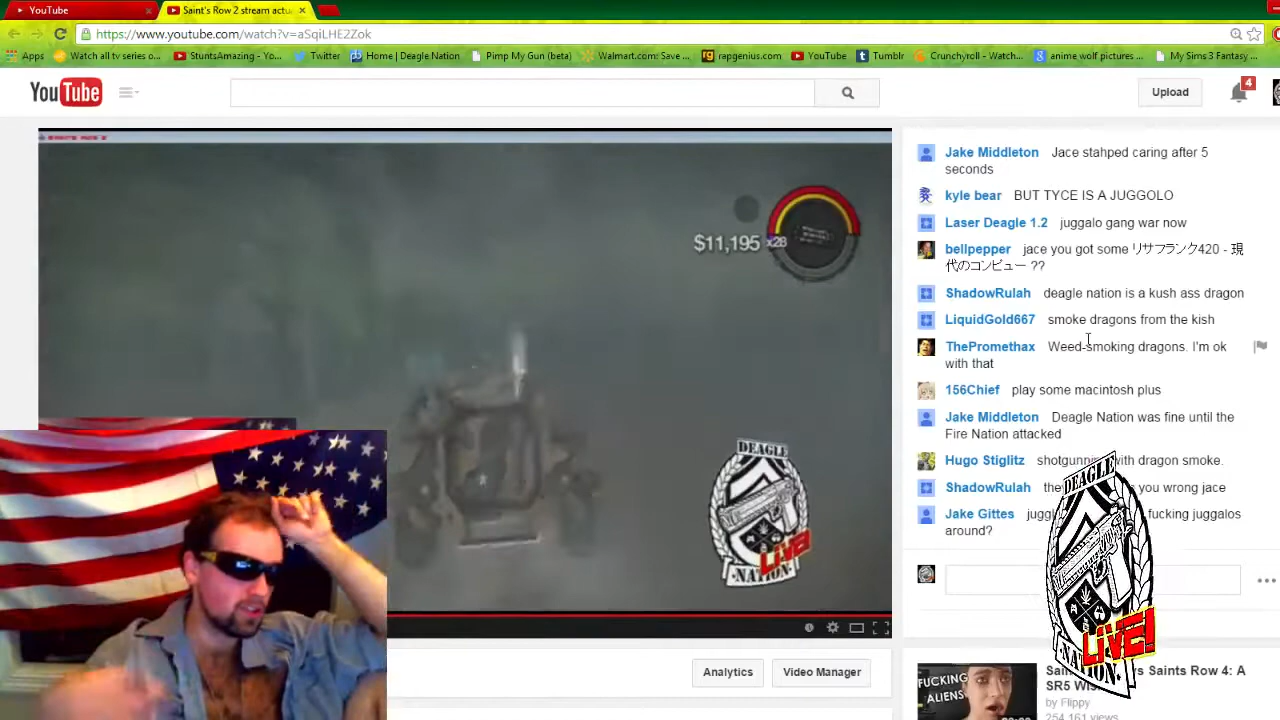 YouTube
Saint's Row 2 stream actu
https://www.youtube.com/watch?v=aSqiLHE2Zok
Apps
Watch all tv series o...
StuntsAmazing - Yo...
Twitter
Home | Deagle Nation
Pimp My Gun (beta)
Walmart.com: Save ...
rapgenius.com
YouTube
Tumblr
Crunchyroll - Watch...
anime wolf pictures ...
My Sims 3 Fantasy ...
YouTube
Upload
4
Jake Middleton Jace stahped caring after 5
seconds
kyle bear BUT TYCE IS A JUGGOLO
Laser Deagle 1.2 juggalo gang war now
bellpepper jace you got some リサフランク420 - 現
代のコンピュー ??
ShadowRulah deagle nation is a kush ass dragon
LiquidGold667 smoke dragons from the kish
ThePromethax Weed-smoking dragons. I'm ok
with that
156Chief play some macintosh plus
Jake Middleton Deagle Nation was fine until the
Fire Nation attacked
Hugo Stiglitz shotgunnin with dragon smoke.
ShadowRulah the you wrong jace
Jake Gittes jugg fucking juggalos
around?
$11,195 x28
DEAGLE
NATION
LIVE!
DEAGLE
NATION
LIVE!
Analytics
Video Manager
FUCKING
ALIENS
Sain s Saints Row 4: A
SR5 Wis
by Flippy
254,161 views